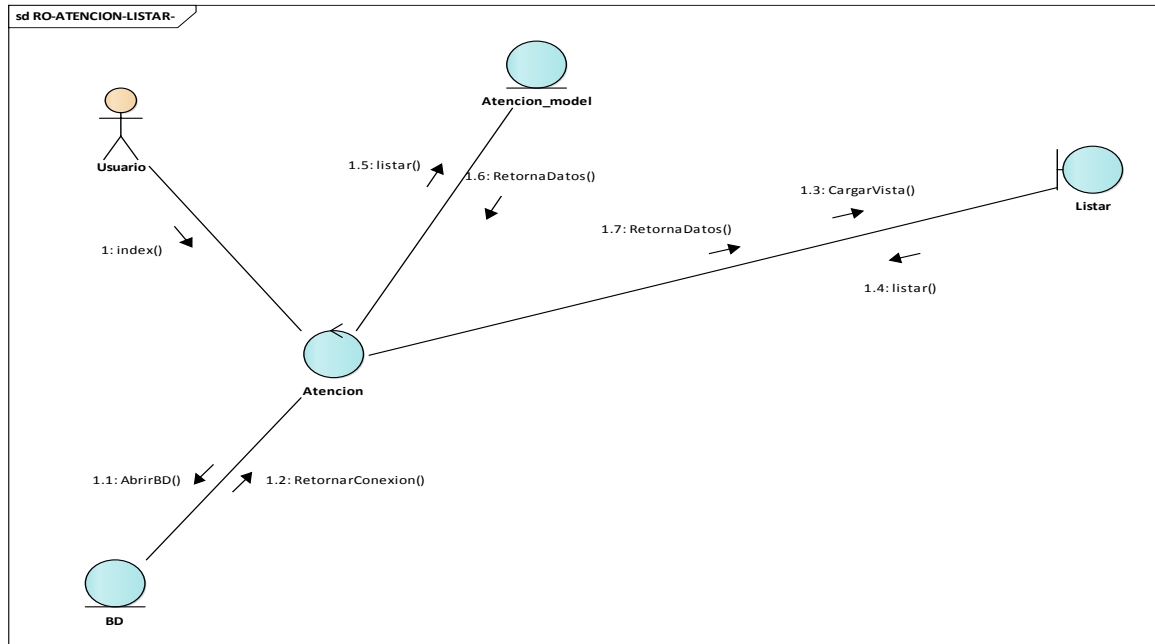 sd RO-ATENCION-LISTAR-
Atencion_model
Usuario
1.5: listar()
1.6: RetornaDatos()
1.3: CargarVista()
Listar
1.7: RetornaDatos()
1: index()
1.4: listar()
Atencion
1.1: AbrirBD()
1.2: RetornarConexion()
BD